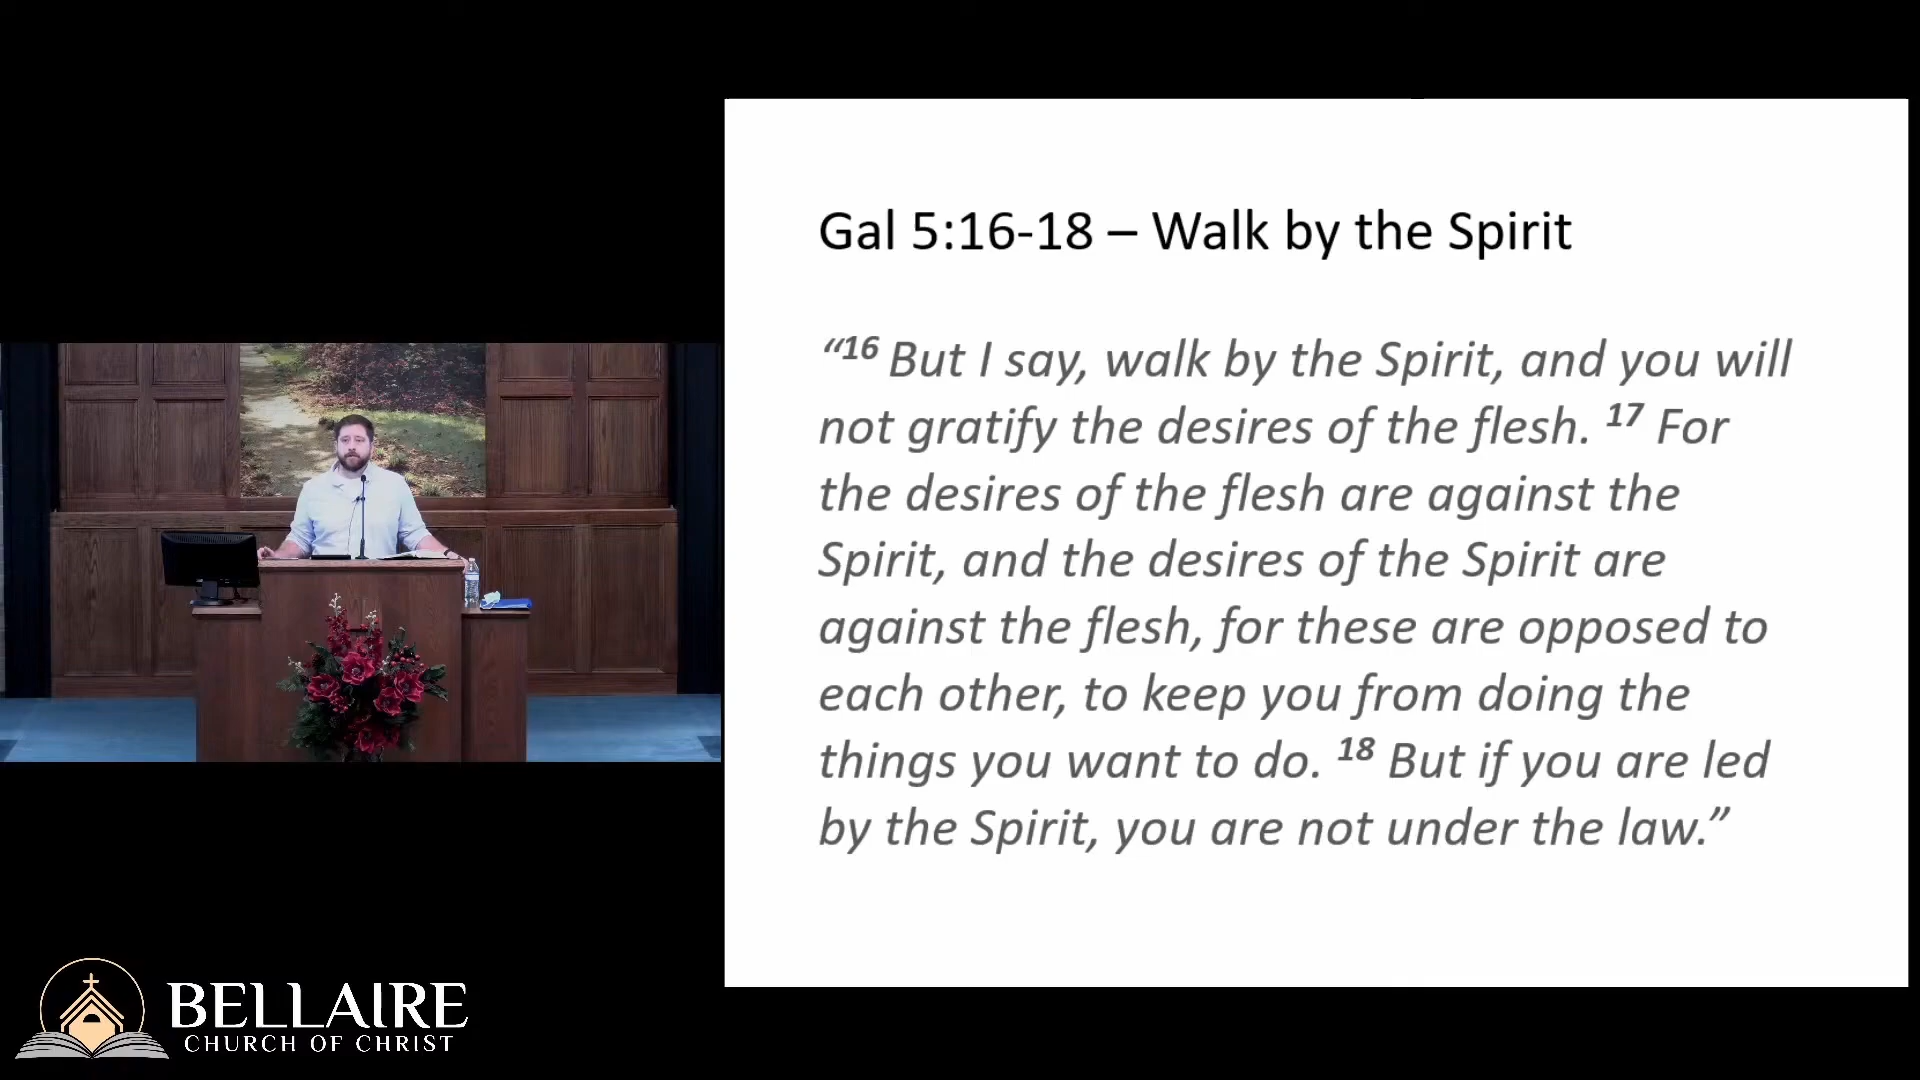 Gal 5:16-18 – Walk by the Spirit
“16 But I say, walk by the Spirit, and you will
not gratify the desires of the flesh. 17 For
the desires of the flesh are against the
Spirit, and the desires of the Spirit are
against the flesh, for these are opposed to
each other, to keep you from doing the
things you want to do. 18 But if you are led
by the Spirit, you are not under the law.”
BELLAIRE
CHURCH OF CHRIST